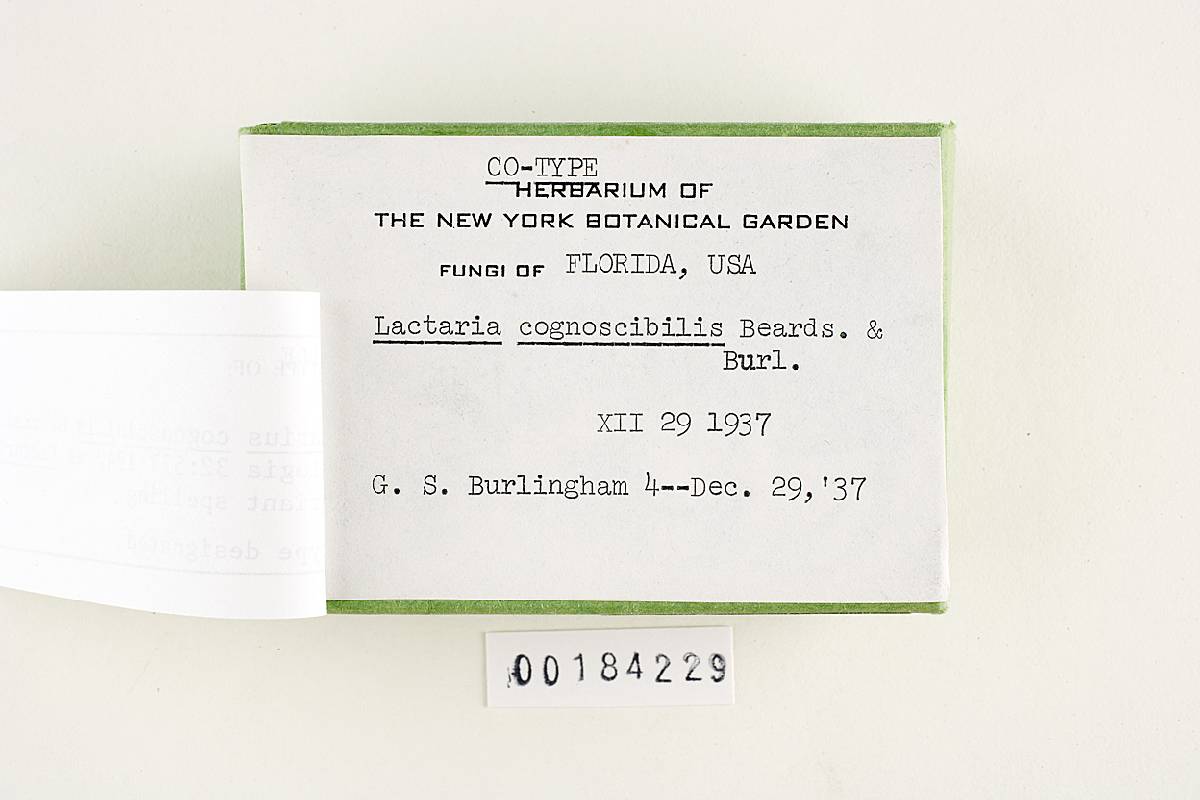 CO-TYPE
HERBARIUM OF
THE NEW YORK BOTANICAL GARDEN
FUNGI OF FLORIDA, USA
Lactaria cognoscibilis Beards. &
Burl.
XII 29 1937
G. S. Burlingham 4--Dec. 29,'37
00184229